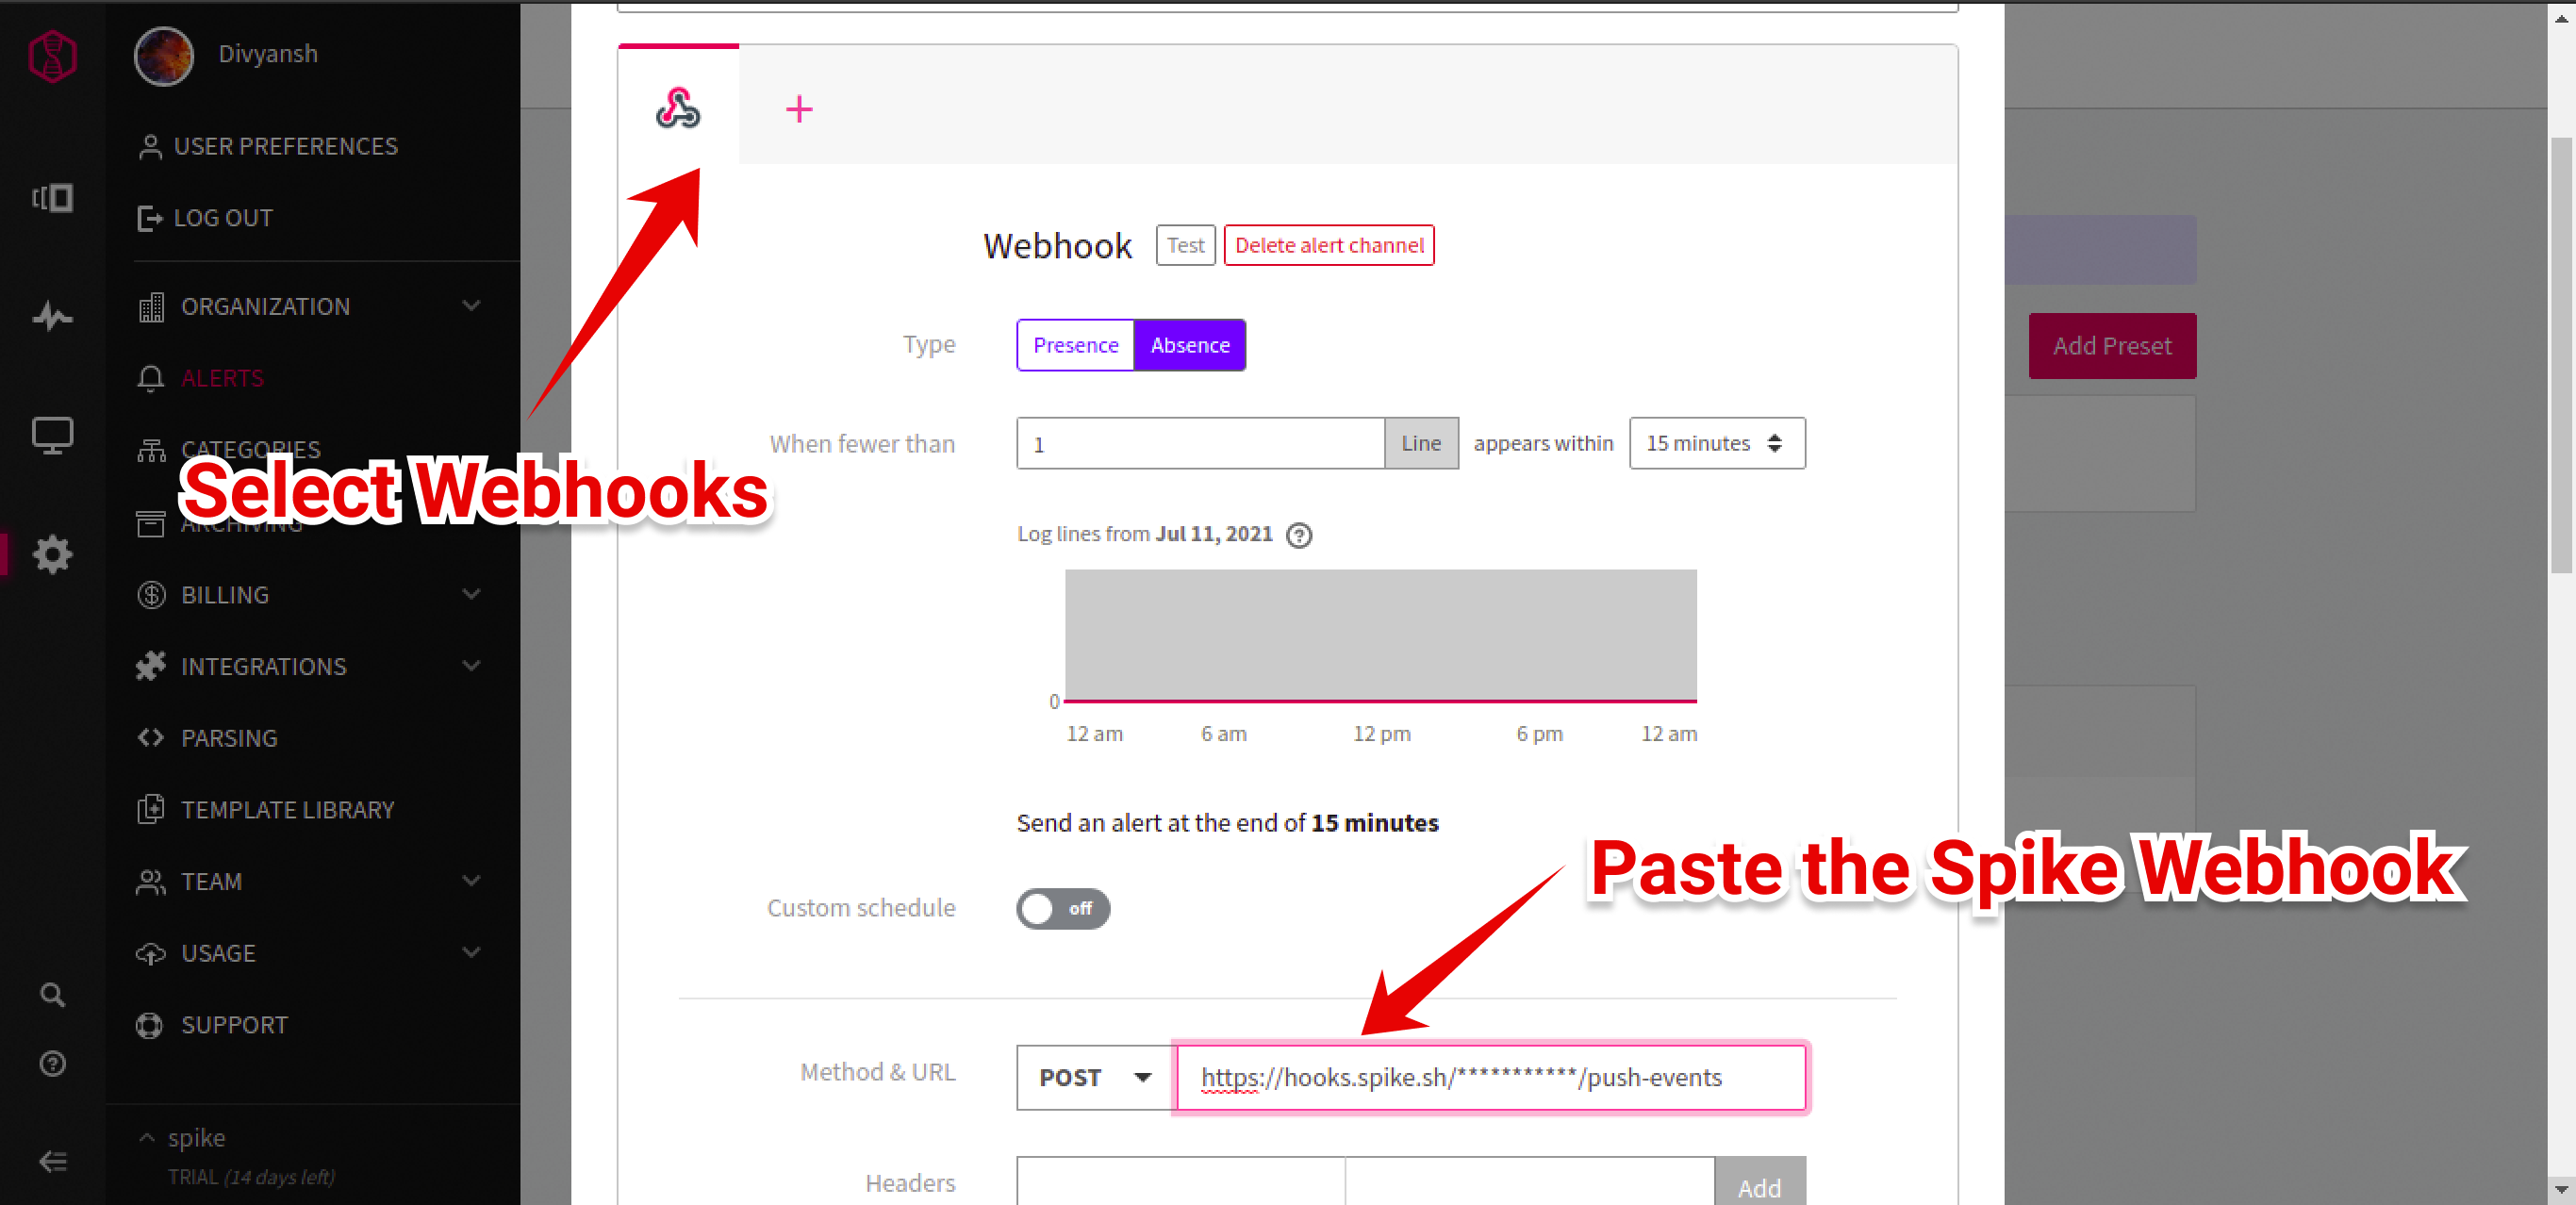 Divyansh
USER PREFERENCES
LOG OUT
ORGANIZATION
ALERTS
CATEGORIES
ARCHIVING
BILLING
INTEGRATIONS
PARSING
TEMPLATE LIBRARY
TEAM
USAGE
SUPPORT
spike
TRIAL (14 days left)
Select Webhooks
Webhook Test Delete alert channel
Type Presence Absence
When fewer than 1 Line appears within 15 minutes
Log lines from Jul 11, 2021
0
12 am 6 am 12 pm 6 pm 12 am
Send an alert at the end of 15 minutes
Custom schedule off
Paste the Spike Webhook
Method & URL POST https://hooks.spike.sh/***********/push-events
Headers Add
Add Preset